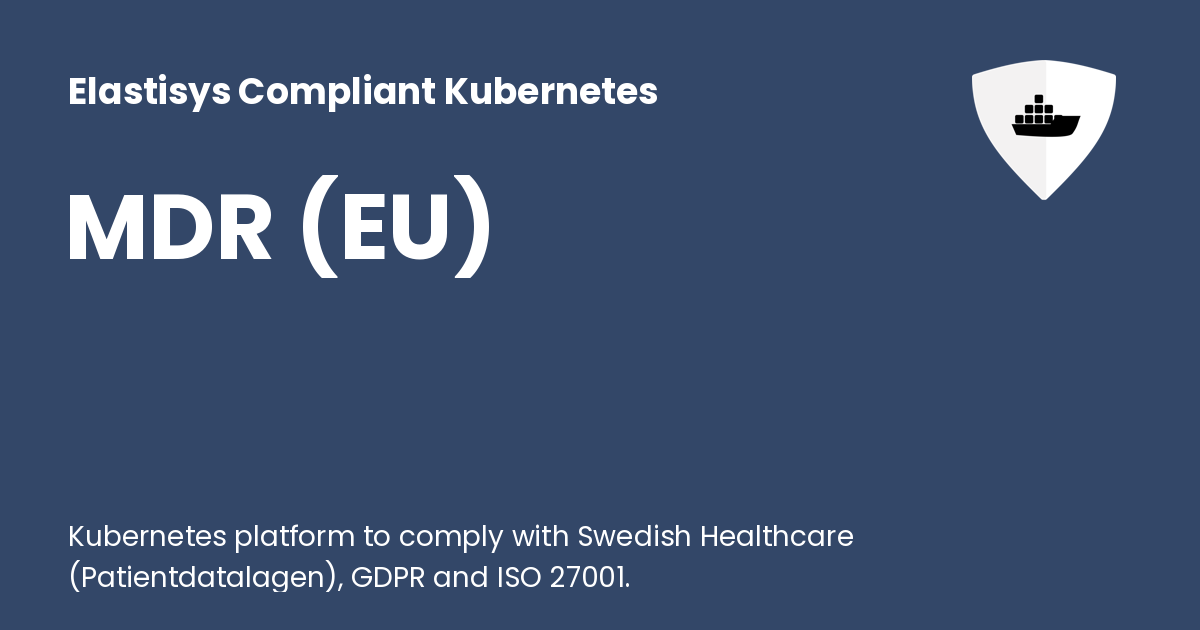 Elastisys Compliant Kubernetes
MDR (EU)
Kubernetes platform to comply with Swedish Healthcare
(Patientdatalagen), GDPR and ISO 27001.